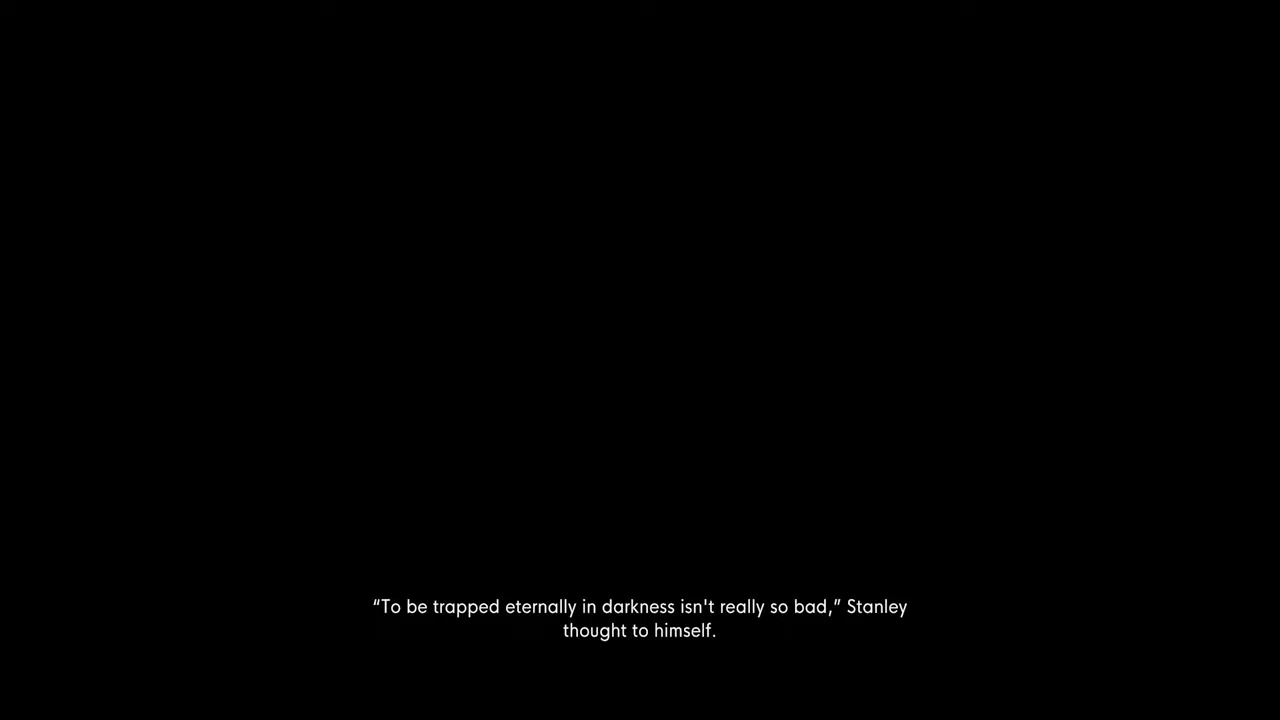 “To be trapped eternally in darkness isn't really so bad,” Stanley
thought to himself.